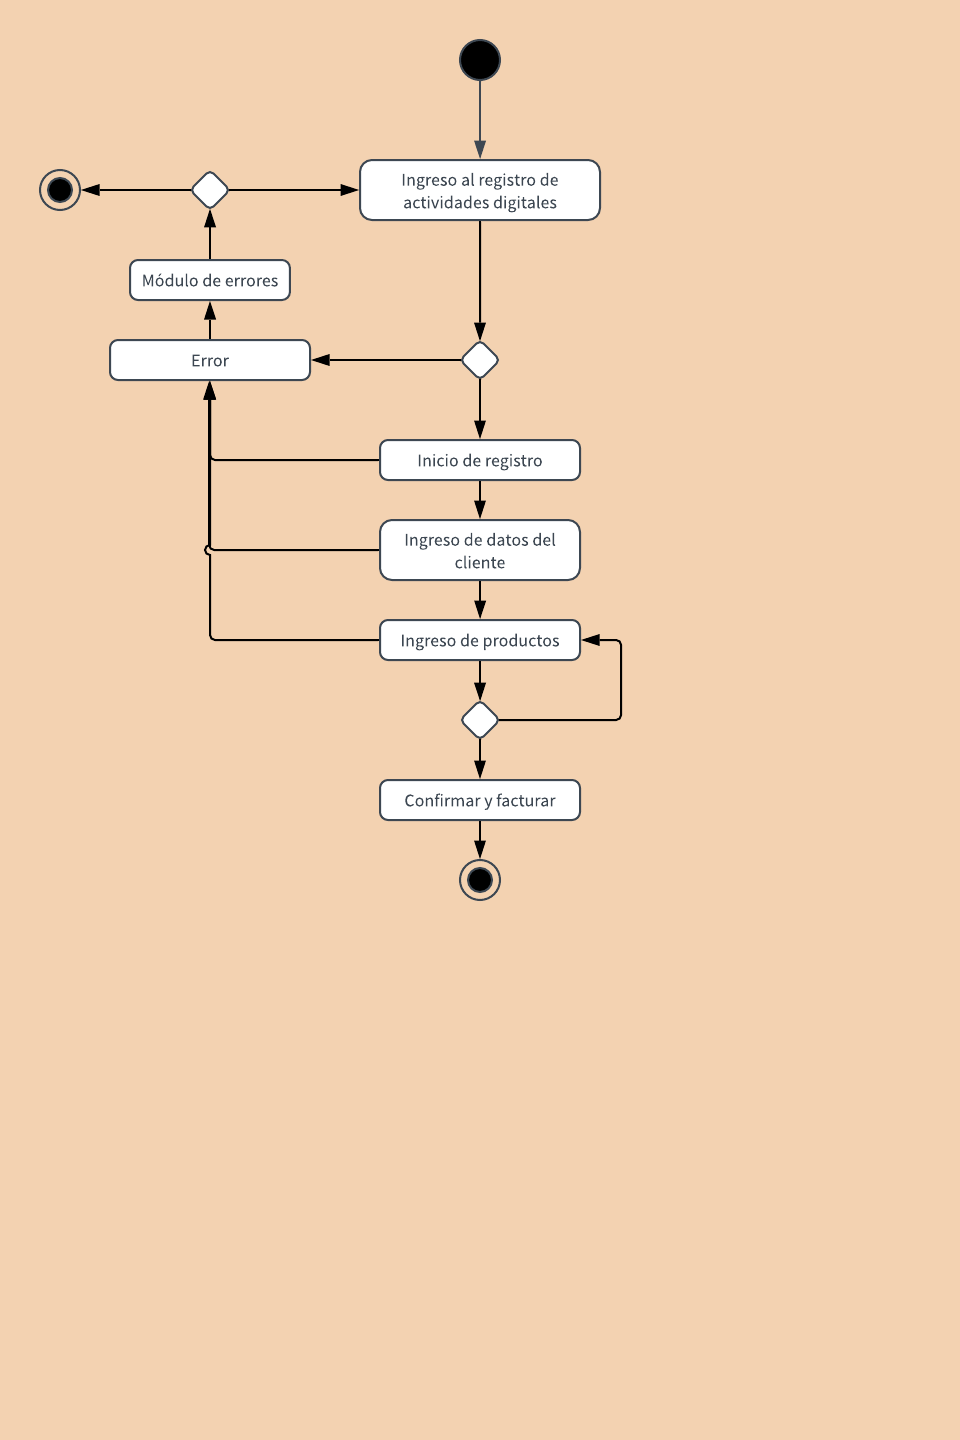 Ingreso al registro de
actividades digitales
Módulo de errores
Error
Inicio de registro
Ingreso de datos del
cliente
Ingreso de productos
Confirmar y facturar